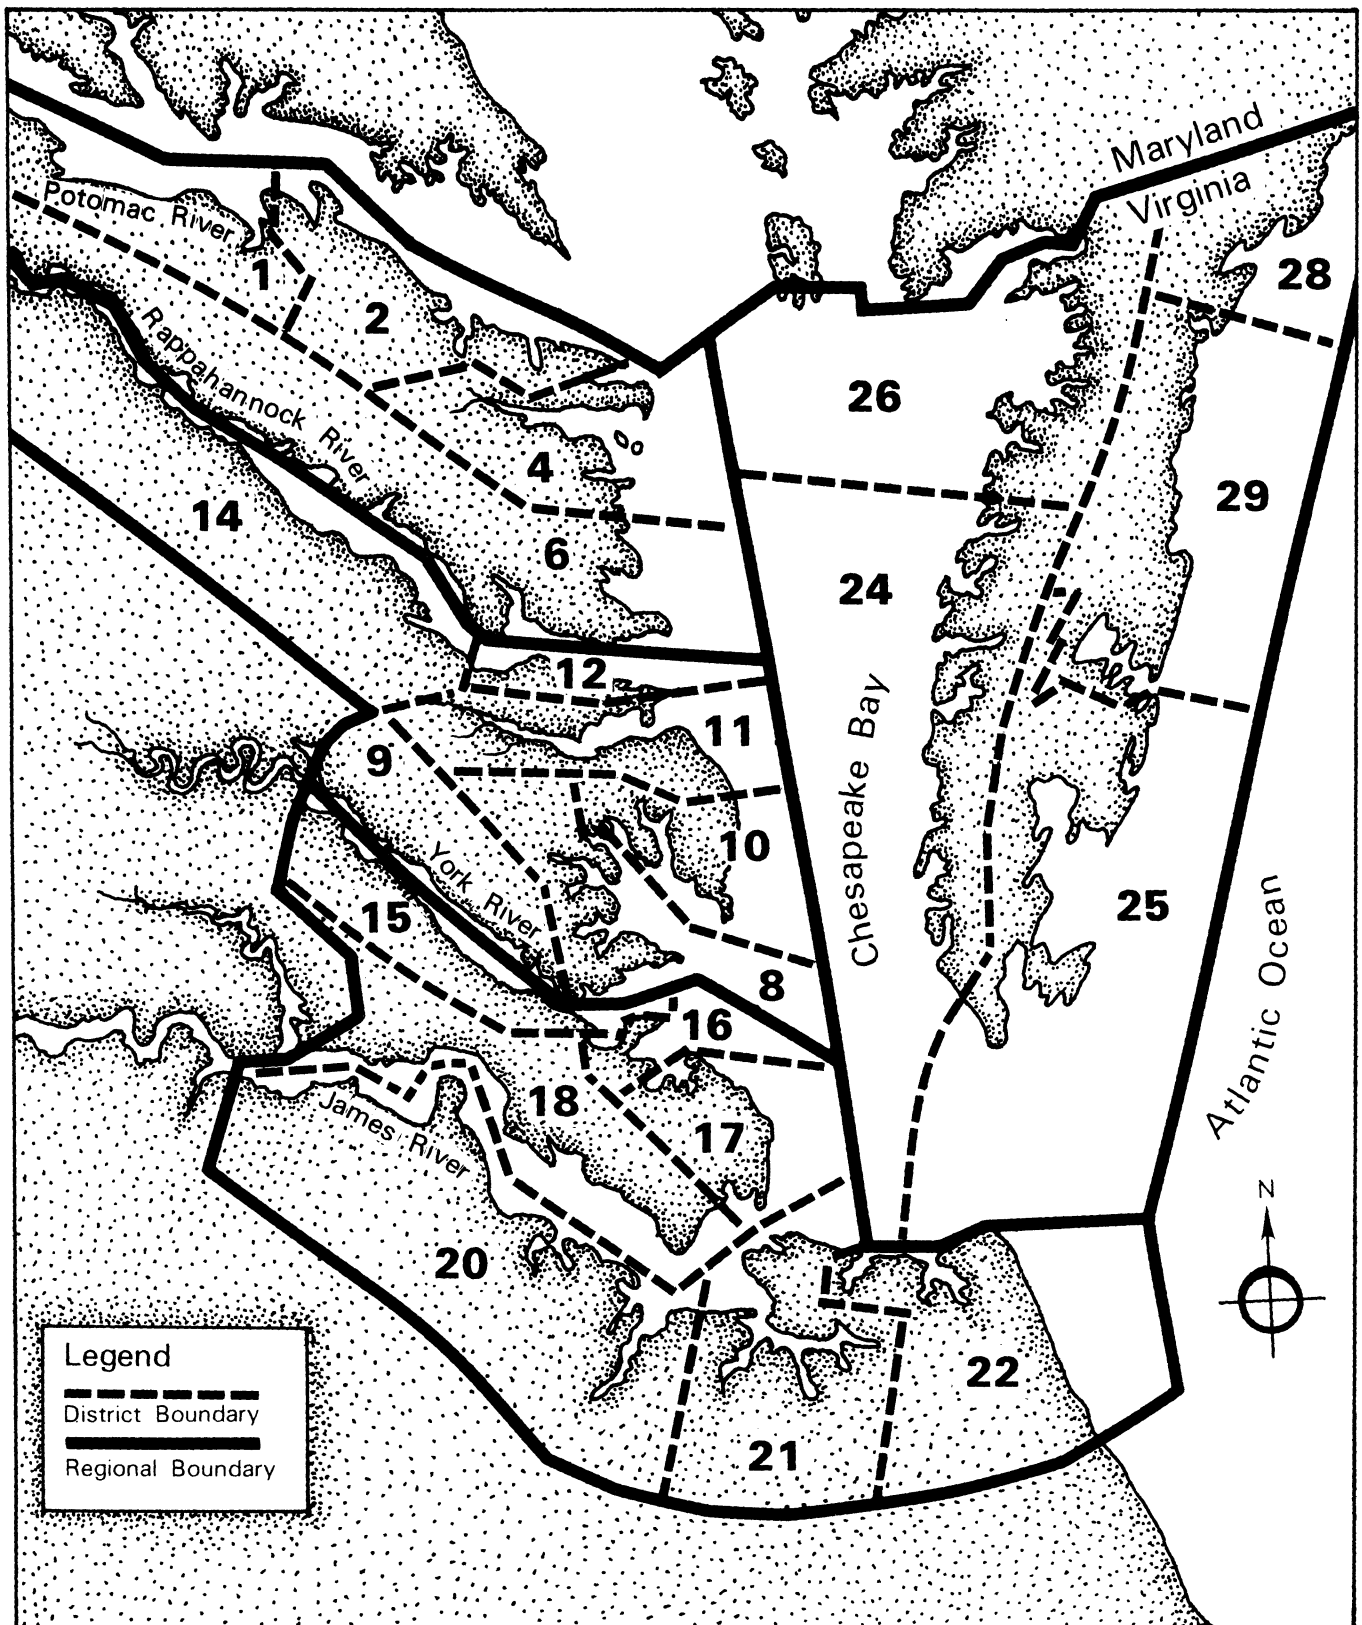 Maryland
Virginia
Potomac River
1
28
2
Rappahannock River
26
4
29
14
6
24
12
11
9
Chesapeake Bay
10
York River
15
25
8
Atlantic Ocean
16
18
James River
17
N
20
Legend
District Boundary
Regional Boundary
22
21